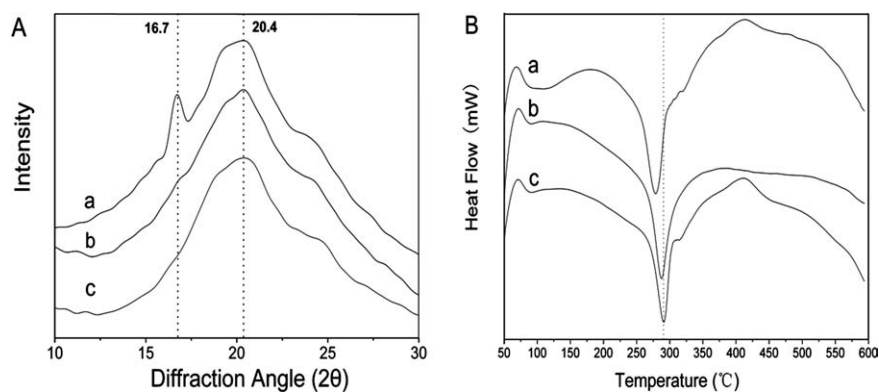 A
16.7
20.4
Intensity
a
b
c
10
15
20
25
30
Diffraction Angle (2θ)
B
Heat Flow (mW)
a
b
c
50
100
150
200
250
300
350
400
450
500
550
600
Temperature (℃)